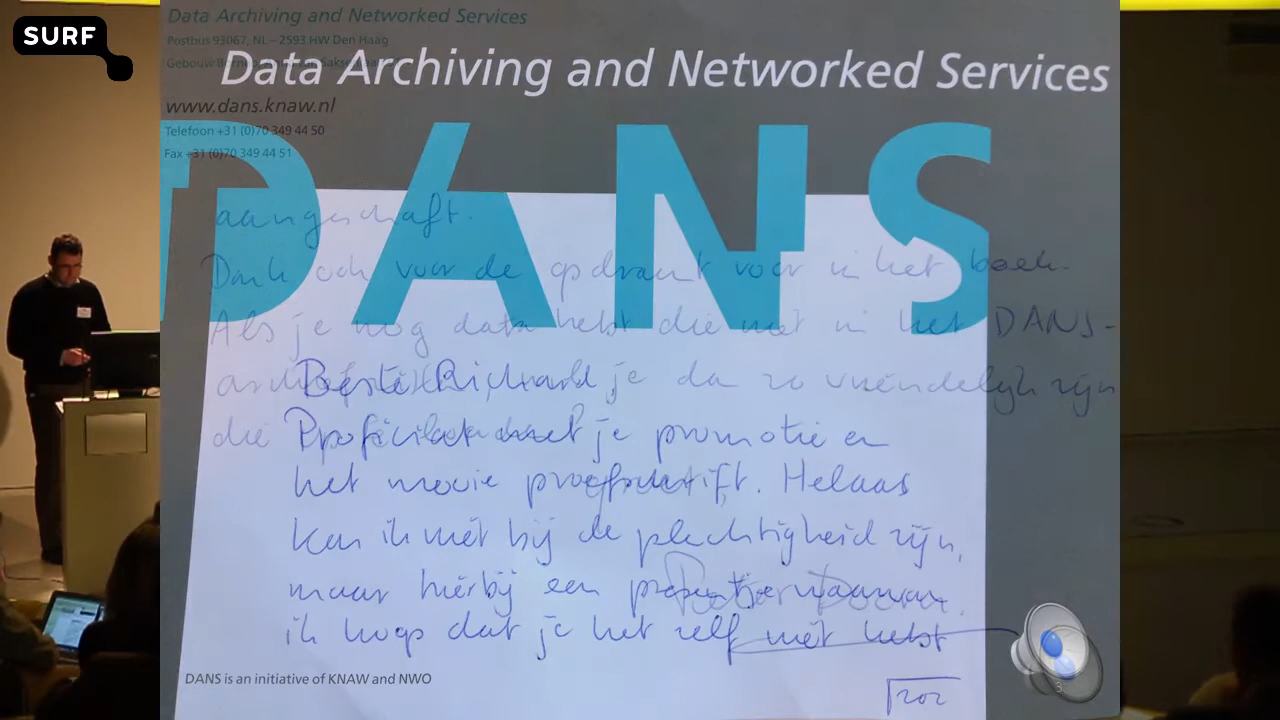 SURF
Data Archiving and Networked Services
Postbus 93067, NL – 2593 HW Den Haag
Gebouw
Data Archiving and Networked Services
www.dans.knaw.nl
Telefoon +31 (0)70 349 44 50
Fax +31 (0)70 349 44 51
DANS
aangeschaft.
Dank ook voor de opdracht voor in het boek.
Als je nog data hebt die niet in het DANS-
je da zo vriendelijk zijn
die
Beste Richard,
Proficiat met je promotie en
het mooie proefschrift. Helaas
kan ik niet bij de plechtigheid zijn,
maar hierbij een presentje waarvan
ik hoop dat je het zelf niet hebt
DANS is an initiative of KNAW and NWO